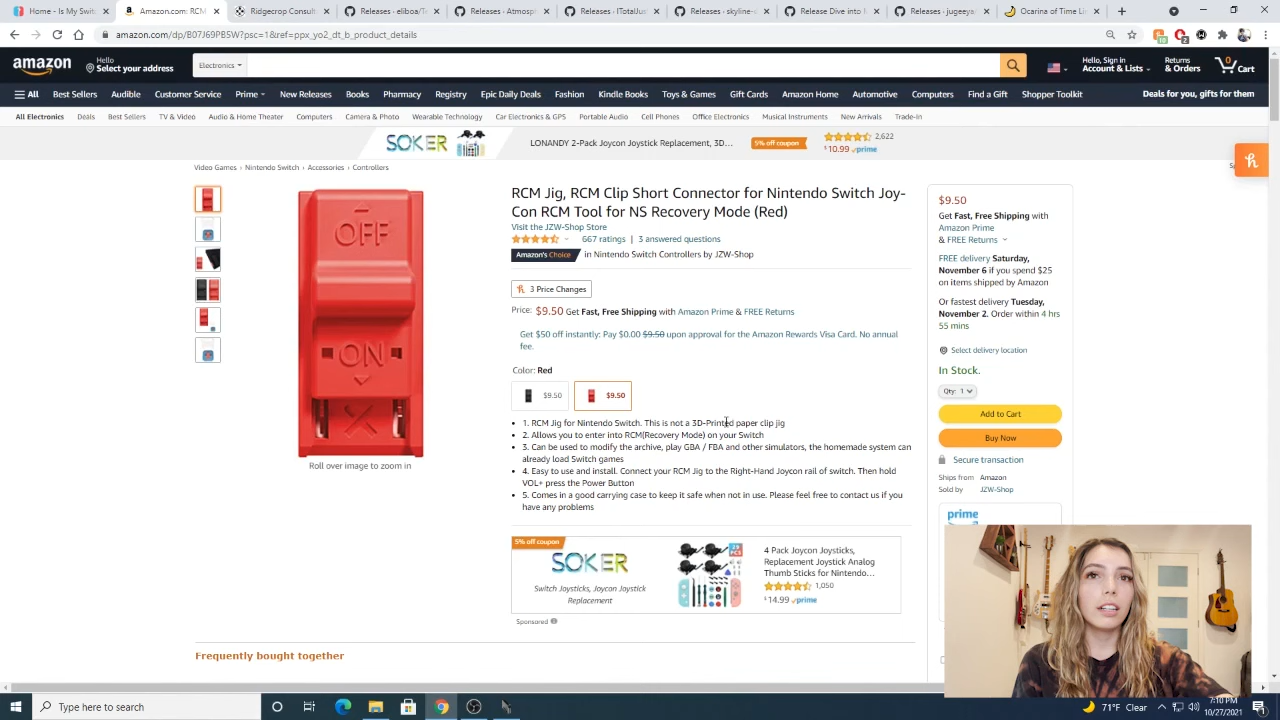 Home - My Switc
Amazon.com: RCM
Rekado Consulti
Releases · eliboa/Te
Releases
Releases · skyline-
Release Dive into
Releases · jugeeya/
amazon.com/dp/B07J69PB5W?psc=1&ref=ppx_yo2_dt_b_product_details
amazon
Hello
Select your address
Electronics
Hello, Sign in
Account & Lists
Returns
& Orders
0
Cart
All
Best Sellers
Audible
Customer Service
Prime
New Releases
Books
Pharmacy
Registry
Epic Daily Deals
Fashion
Kindle Books
Toys & Games
Gift Cards
Amazon Home
Automotive
Computers
Find a Gift
Shopper Toolkit
Deals for you, gifts for them
All Electronics
Deals
Best Sellers
TV & Video
Audio & Home Theater
Computers
Camera & Photo
Wearable Technology
Car Electronics & GPS
Portable Audio
Cell Phones
Office Electronics
Musical Instruments
New Arrivals
Trade-In
SOKER
LONANDY 2-Pack Joycon Joystick Replacement, 3D...
5% off coupon
2,622
$10.99 prime
Video Games › Nintendo Switch › Accessories › Controllers
OFF
ON
Roll over image to zoom in
RCM Jig, RCM Clip Short Connector for Nintendo Switch Joy-
Con RCM Tool for NS Recovery Mode (Red)
Visit the JZW-Shop Store
667 ratings | 3 answered questions
Amazon's Choice in Nintendo Switch Controllers by JZW-Shop
3 Price Changes
Price: $9.50 Get Fast, Free Shipping with Amazon Prime & FREE Returns
Get $50 off instantly: Pay $0.00 $9.50 upon approval for the Amazon Rewards Visa Card. No annual
fee.
Color: Red
$9.50
$9.50
1. RCM Jig for Nintendo Switch. This is not a 3D-Printed paper clip jig
2. Allows you to enter into RCM(Recovery Mode) on your Switch
3. Can be used to modify the archive, play GBA / FBA and other simulators, the homemade system can
already load Switch games
4. Easy to use and install. Connect your RCM Jig to the Right-Hand Joycon rail of switch. Then hold
VOL+ press the Power Button
5. Comes in a good carrying case to keep it safe when not in use. Please feel free to contact us if you
have any problems
5% off coupon
SOKER
Switch Joysticks, Joycon Joystick
Replacement
4 Pack Joycon Joysticks,
Replacement Joystick Analog
Thumb Sticks for Nintendo...
1,050
$14.99 prime
Sponsored
Frequently bought together
$9.50
Get Fast, Free Shipping with
Amazon Prime
& FREE Returns
FREE delivery Saturday,
November 6 if you spend $25
on items shipped by Amazon
Or fastest delivery Tuesday,
November 2. Order within 4 hrs
55 mins
Select delivery location
In Stock.
Qty: 1
Add to Cart
Buy Now
Secure transaction
Ships from Amazon
Sold by JZW-Shop
prime
Type here to search
71°F Clear
7:10 PM
10/27/2021